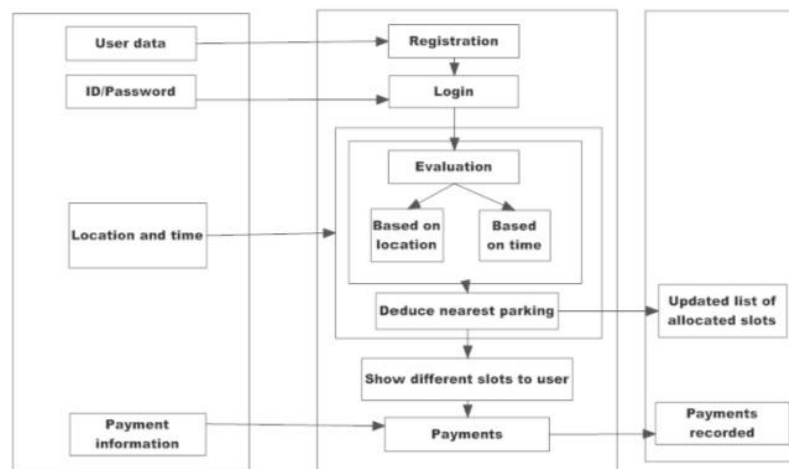 User data
Registration
ID/Password
Login
Evaluation
Based on
location
Based
on time
Location and time
Deduce nearest parking
Updated list of
allocated slots
Show different slots to user
Payment
information
Payments
Payments
recorded